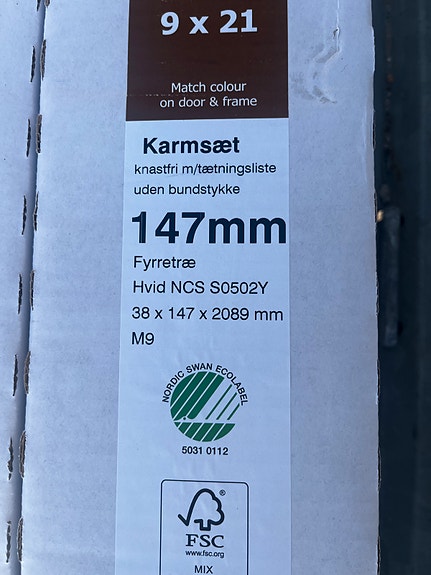 9 x 21
Match colour
on door & frame
Karmsæt
knastfri m/tætningsliste
uden bundstykke
147mm
Fyrretræ
Hvid NCS S0502Y
38 x 147 x 2089 mm
M9
NORDIC SWAN ECOLABEL
5031 0112
FSC
www.fsc.org
MIX